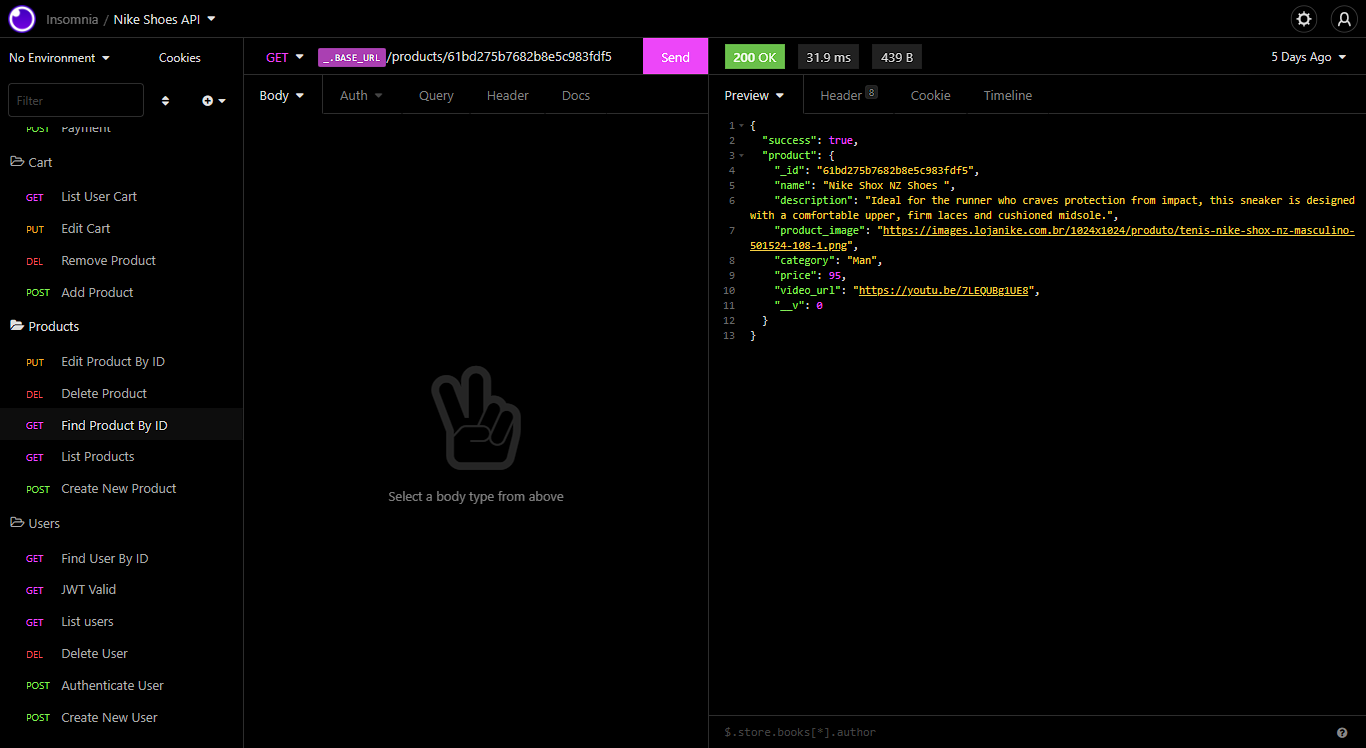 Insomnia / Nike Shoes API
No Environment
Cookies
Filter
POST Payment
Cart
GET List User Cart
PUT Edit Cart
DEL Remove Product
POST Add Product
Products
PUT Edit Product By ID
DEL Delete Product
GET Find Product By ID
GET List Products
POST Create New Product
Users
GET Find User By ID
GET JWT Valid
GET List users
DEL Delete User
POST Authenticate User
POST Create New User
GET _.BASE_URL/products/61bd275b7682b8e5c983fdf5 Send
Body Auth Query Header Docs
Select a body type from above
200 OK 31.9 ms 439 B 5 Days Ago
Preview Header 8 Cookie Timeline
1 {
2 "success": true,
3 "product": {
4 "_id": "61bd275b7682b8e5c983fdf5",
5 "name": "Nike Shox NZ Shoes ",
6 "description": "Ideal for the runner who craves protection from impact, this sneaker is designed
with a comfortable upper, firm laces and cushioned midsole.",
7 "product_image": "https://images.lojanike.com.br/1024x1024/produto/tenis-nike-shox-nz-masculino-
501524-108-1.png",
8 "category": "Man",
9 "price": 95,
10 "video_url": "https://youtu.be/7LEQUBg1UE8",
11 "__v": 0
12 }
13 }
$.store.books[*].author